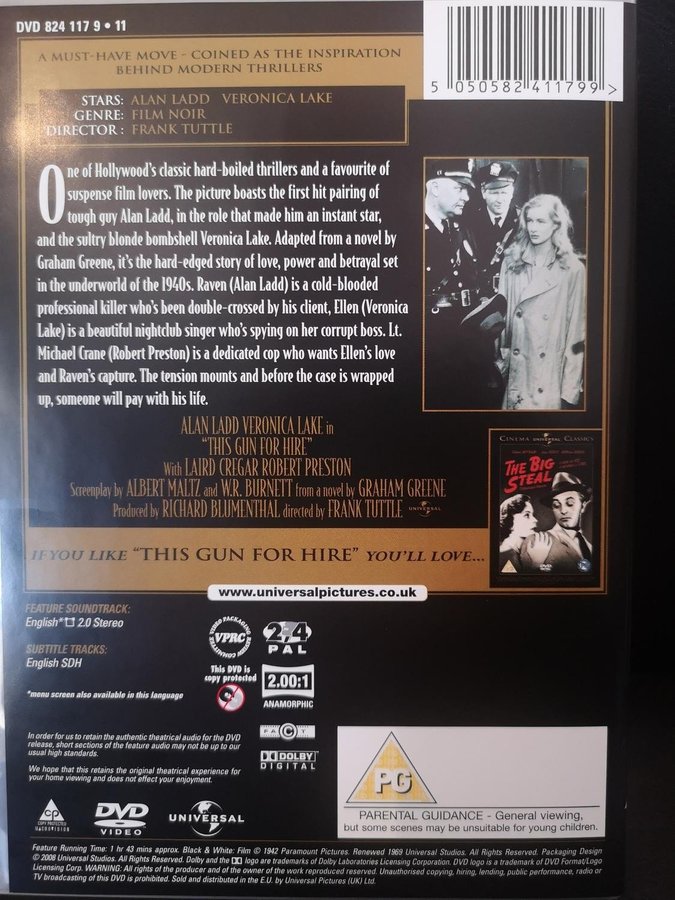 DVD 824 117 9 • 11
A MUST-HAVE MOVE - COINED AS THE INSPIRATION
BEHIND MODERN THRILLERS
5 050582 411799 >
STARS: ALAN LADD VERONICA LAKE
GENRE: FILM NOIR
DIRECTOR : FRANK TUTTLE
One of Hollywood's classic hard-boiled thrillers and a favourite of
suspense film lovers. The picture boasts the first hit pairing of
tough guy Alan Ladd, in the role that made him an instant star,
and the sultry blonde bombshell Veronica Lake. Adapted from a novel by
Graham Greene, it's the hard-edged story of love, power and betrayal set
in the underworld of the 1940s. Raven (Alan Ladd) is a cold-blooded
professional killer who's been double-crossed by his client, Ellen (Veronica
Lake) is a beautiful nightclub singer who's spying on her corrupt boss. Lt.
Michael Crane (Robert Preston) is a dedicated cop who wants Ellen's love
and Raven's capture. The tension mounts and before the case is wrapped
up, someone will pay with his life.
ALAN LADD VERONICA LAKE in
"THIS GUN FOR HIRE"
With LAIRD CREGAR ROBERT PRESTON
Screenplay by ALBERT MALTZ and W.R. BURNETT from a novel by GRAHAM GREENE
Produced by RICHARD BLUMENTHAL directed by FRANK TUTTLE UNIVERSAL
CINEMA UNIVERSAL CLASSICS
THE BIG
STEAL
PG
DVD
IF YOU LIKE "THIS GUN FOR HIRE" YOU'LL LOVE...
www.universalpictures.co.uk
FEATURE SOUNDTRACK:
English* 2.0 Stereo
SUBTITLE TRACKS:
English SDH
*menu screen also available in this language
VIDEO PACKAGING REVIEW COMMITTEE
VPRC
2,4
PAL
This DVD is
copy protected
2.00:1
ANAMORPHIC
In order for us to retain the authentic theatrical audio for the DVD
release, short sections of the feature audio may not be up to our
usual high standards.
We hope that this retains the original theatrical experience for
your home viewing and does not effect your enjoyment.
FACT
DOLBY
DIGITAL
CP
COPY PROTECTED
MACROVISION
DVD
VIDEO
UNIVERSAL
PG
PARENTAL GUIDANCE - General viewing,
but some scenes may be unsuitable for young children.
Feature Running Time: 1 hr 43 mins approx. Black & White: Film © 1942 Paramount Pictures. Renewed 1969 Universal Studios. All Rights Reserved. Packaging Design
© 2008 Universal Studios. All Rights Reserved. Dolby and the logo are trademarks of Dolby Laboratories Licensing Corporation. DVD logo is a trademark of DVD Format/Logo
Licensing Corp. WARNING: All rights of the producer and of the owner of the work reproduced reserved. Unauthorised copying, hiring, lending, public performance, radio or
TV broadcasting of this DVD is prohibited. Sold and distributed in the E.U. by Universal Pictures (UK) Ltd.